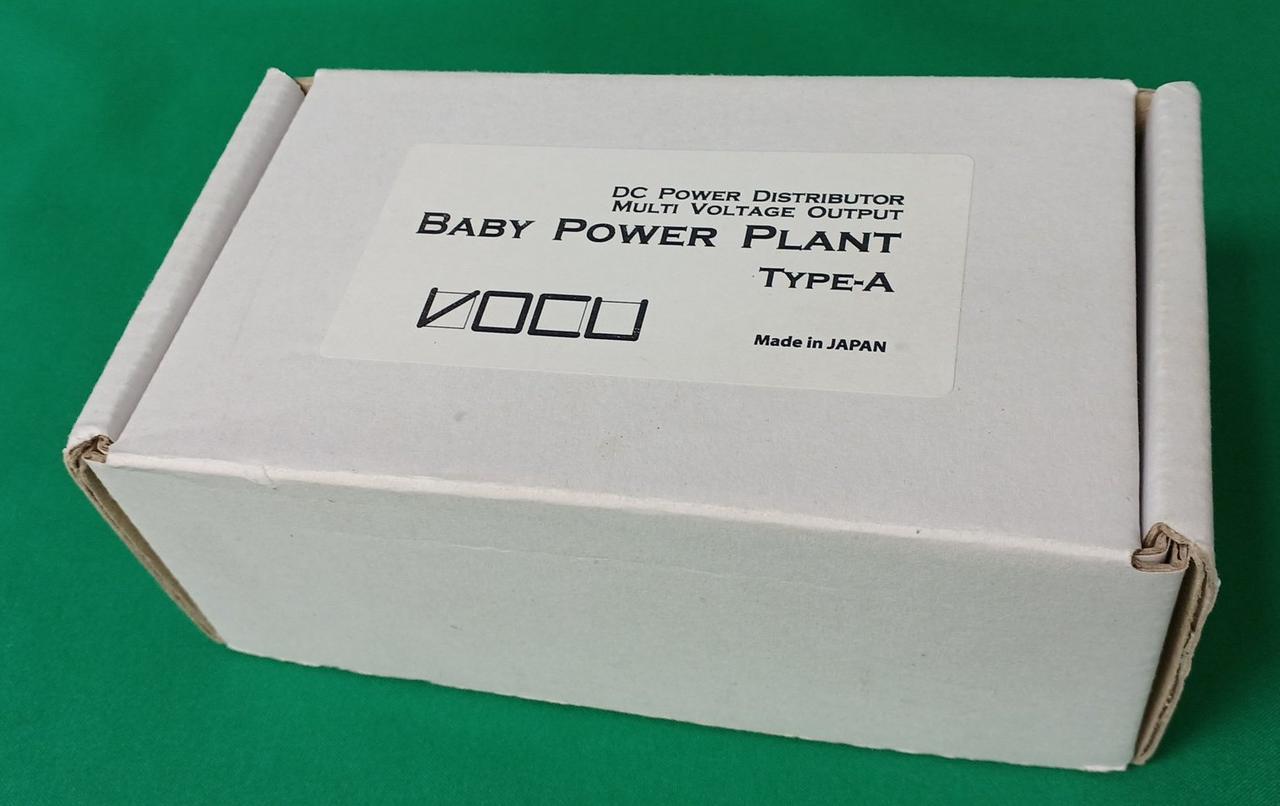 DC Power Distributor
Multi Voltage Output
Baby Power Plant
Type-A
VOCU
Made in JAPAN